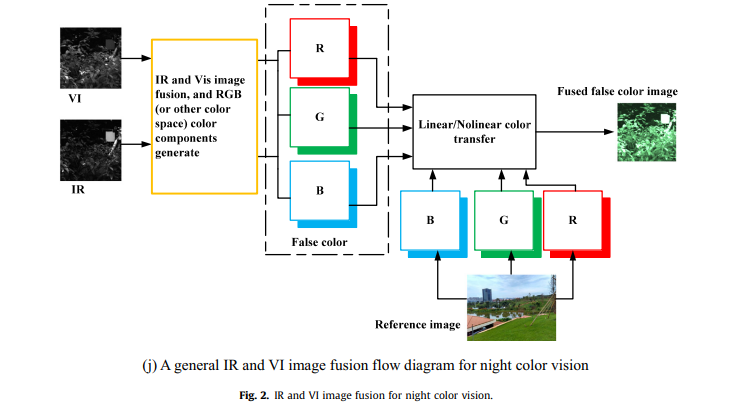 VI
IR
IR and Vis image
fusion, and RGB
(or other color
space) color
components
generate
R
G
B
False color
Linear/Nolinear color
transfer
Fused false color image
B
G
R
Reference image
(j) A general IR and VI image fusion flow diagram for night color vision
Fig. 2. IR and VI image fusion for night color vision.